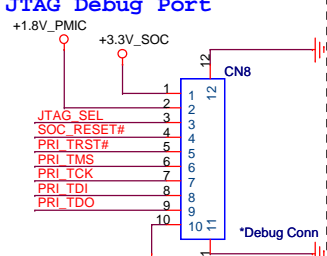 JTAG Debug Port
+1.8V_PMIC
+3.3V_SOC
12
CN8
1 1 12
2 2
JTAG_SEL 3 3
SOC_RESET# 4 4
PRI_TRST# 5 5
PRI_TMS 6 6
PRI_TCK 7 7
PRI_TDI 8 8
PRI_TDO 9 9
10 10 11
*Debug Conn